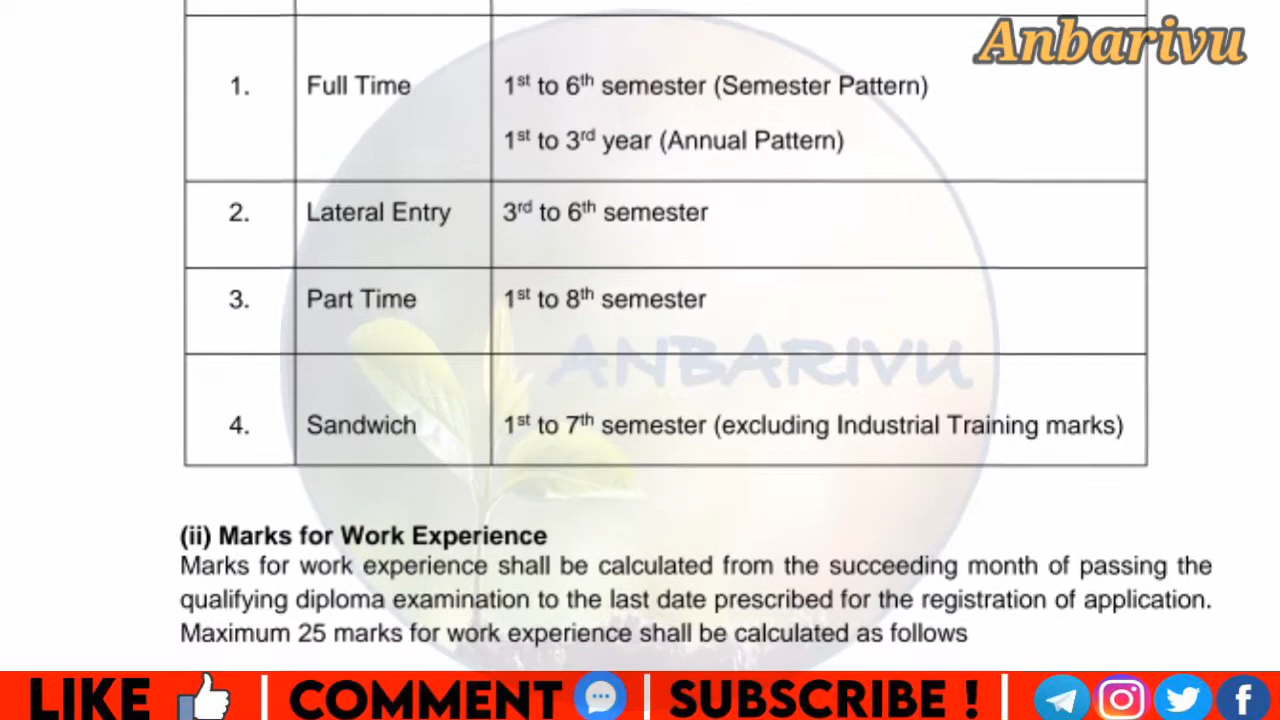 Anbarivu
1. Full Time 1st to 6th semester (Semester Pattern)
1st to 3rd year (Annual Pattern)
2. Lateral Entry 3rd to 6th semester
3. Part Time 1st to 8th semester
ANBARIVU
4. Sandwich 1st to 7th semester (excluding Industrial Training marks)
(ii) Marks for Work Experience
Marks for work experience shall be calculated from the succeeding month of passing the
qualifying diploma examination to the last date prescribed for the registration of application.
Maximum 25 marks for work experience shall be calculated as follows
LIKE | COMMENT | SUBSCRIBE ! |